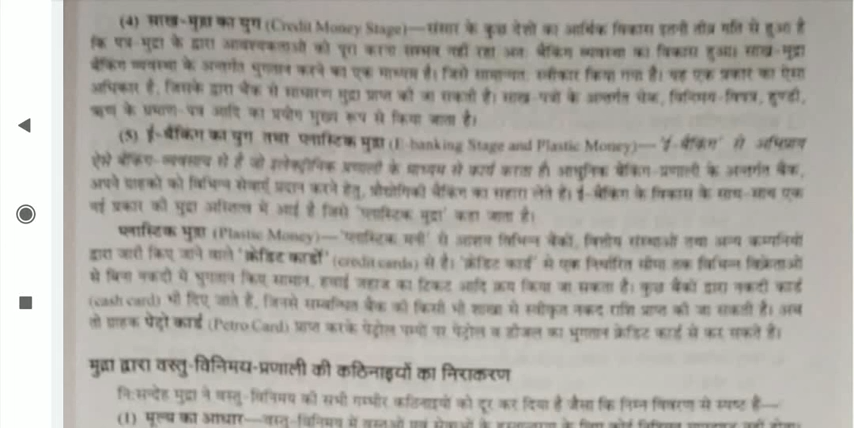 (4) साख-मुद्रा का युग (Credit Money Stage)—संसार के कुछ देशों का आर्थिक विकास इतनी तीव्र गति से हुआ है
कि पत्र-मुद्रा के द्वारा आवश्यकताओं को पूरा करना सम्भव नहीं रहा अतः बैंकिंग व्यवस्था का विकास हुआ। साख-मुद्रा
बैंकिंग व्यवस्था के अन्तर्गत भुगतान करने का एक माध्यम है। जिसे सामान्यतः स्वीकार किया गया है। यह एक प्रकार का ऐसा
अधिकार है, जिसके द्वारा बैंक से साधारण मुद्रा प्राप्त की जा सकती है। साख-पत्रों के अन्तर्गत चेक, विनिमय-विपत्र, हुण्डी,
ऋण के प्रमाण-पत्र आदि का प्रयोग मुख्य रूप से किया जाता है।
(5) ई-बैंकिंग का युग तथा प्लास्टिक मुद्रा (E-banking Stage and Plastic Money)—'ई-बैंकिंग' से अभिप्राय
ऐसे बैंकिंग-व्यवसाय से है जो इलेक्ट्रॉनिक प्रणाली के माध्यम से कार्य करता है। आधुनिक बैंकिंग-प्रणाली के अन्तर्गत बैंक,
अपने ग्राहकों को विभिन्न सेवाएँ प्रदान करने हेतु, प्रौद्योगिकी बैंकिंग का सहारा लेते हैं। ई-बैंकिंग के विकास के साथ-साथ एक
नई प्रकार की मुद्रा अस्तित्व में आई है जिसे 'प्लास्टिक मुद्रा' कहा जाता है।
प्लास्टिक मुद्रा (Plastic Money)—'प्लास्टिक मनी' से आशय विभिन्न बैंकों, वित्तीय संस्थाओं तथा अन्य कम्पनियों
द्वारा जारी किए जाने वाले 'क्रेडिट कार्डों' (credit cards) से है। 'क्रेडिट कार्ड' से एक निर्धारित सीमा तक विभिन्न विक्रेताओं
से बिना नकदी में भुगतान किए सामान, हवाई जहाज का टिकट आदि क्रय किया जा सकता है। कुछ बैंकों द्वारा नकदी कार्ड
(cash card) भी दिए जाते हैं, जिनसे सम्बन्धित बैंक की किसी भी शाखा से स्वीकृत नकद राशि प्राप्त की जा सकती है। अब
तो ग्राहक पेट्रो कार्ड (Petro Card) प्राप्त करके पेट्रोल पम्पों पर पेट्रोल व डीजल का भुगतान क्रेडिट कार्ड से कर सकते हैं।
मुद्रा द्वारा वस्तु-विनिमय-प्रणाली की कठिनाइयों का निराकरण
निःसन्देह मुद्रा ने वस्तु-विनिमय की सभी गम्भीर कठिनाइयों को दूर कर दिया है जैसा कि निम्न विवरण से स्पष्ट है—
(1) मूल्य का आधार—वस्तु-विनिमय में वस्तुओं एवं सेवाओं के हस्तान्तरण के लिए कोई निश्चित मापदण्ड नहीं होता।